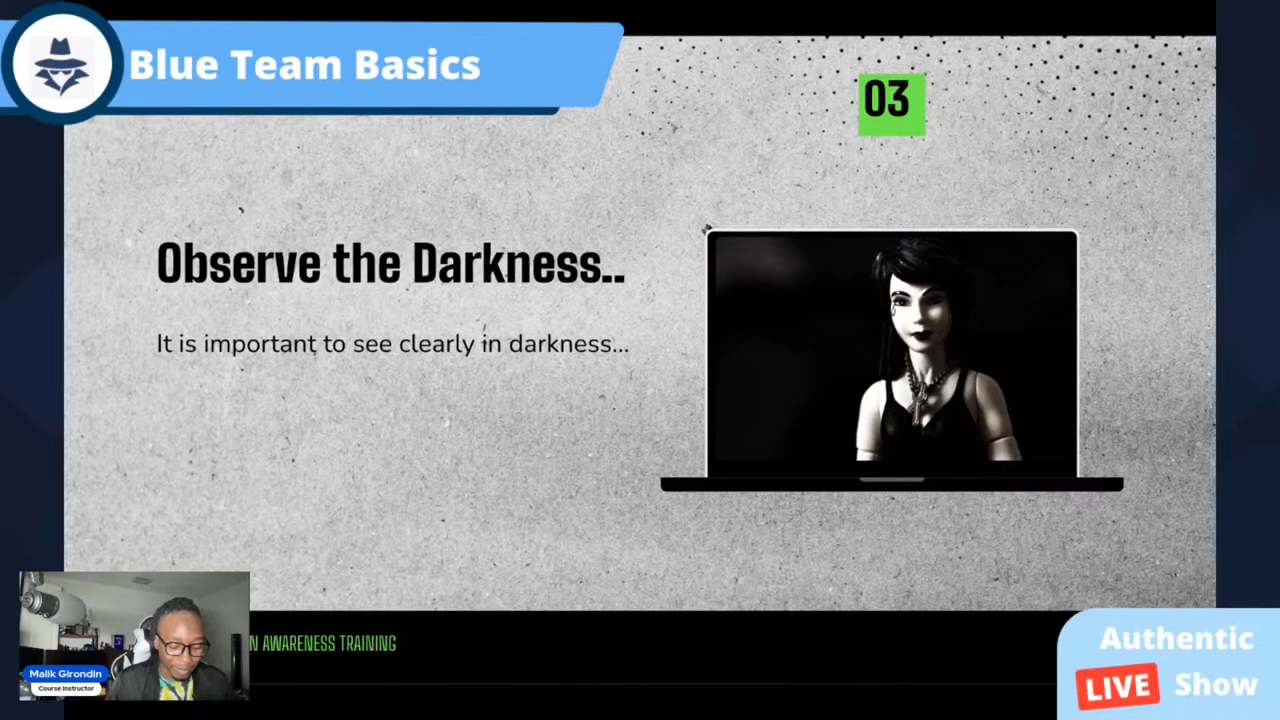 Blue Team Basics
03
Observe the Darkness..
It is important to see clearly in darkness...
N AWARENESS TRAINING
Malik Girondin
Course Instructor
Authentic
LIVE Show